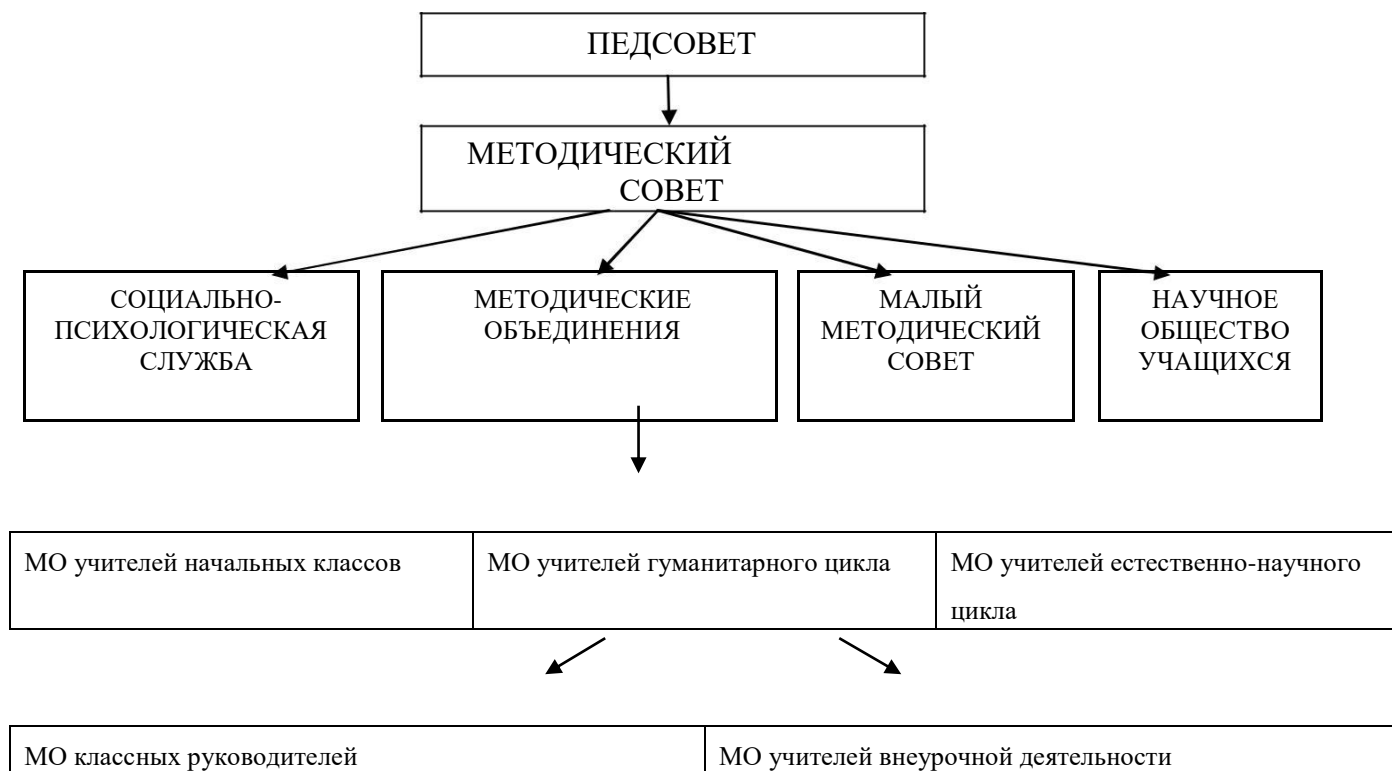 ПЕДСОВЕТ
МЕТОДИЧЕСКИЙ
СОВЕТ
СОЦИАЛЬНО-
ПСИХОЛОГИЧЕСКАЯ
СЛУЖБА
МЕТОДИЧЕСКИЕ
ОБЪЕДИНЕНИЯ
МАЛЫЙ
МЕТОДИЧЕСКИЙ
СОВЕТ
НАУЧНОЕ
ОБЩЕСТВО
УЧАЩИХСЯ
МО учителей начальных классов
МО учителей гуманитарного цикла
МО учителей естественно-научного
цикла
МО классных руководителей
МО учителей внеурочной деятельности